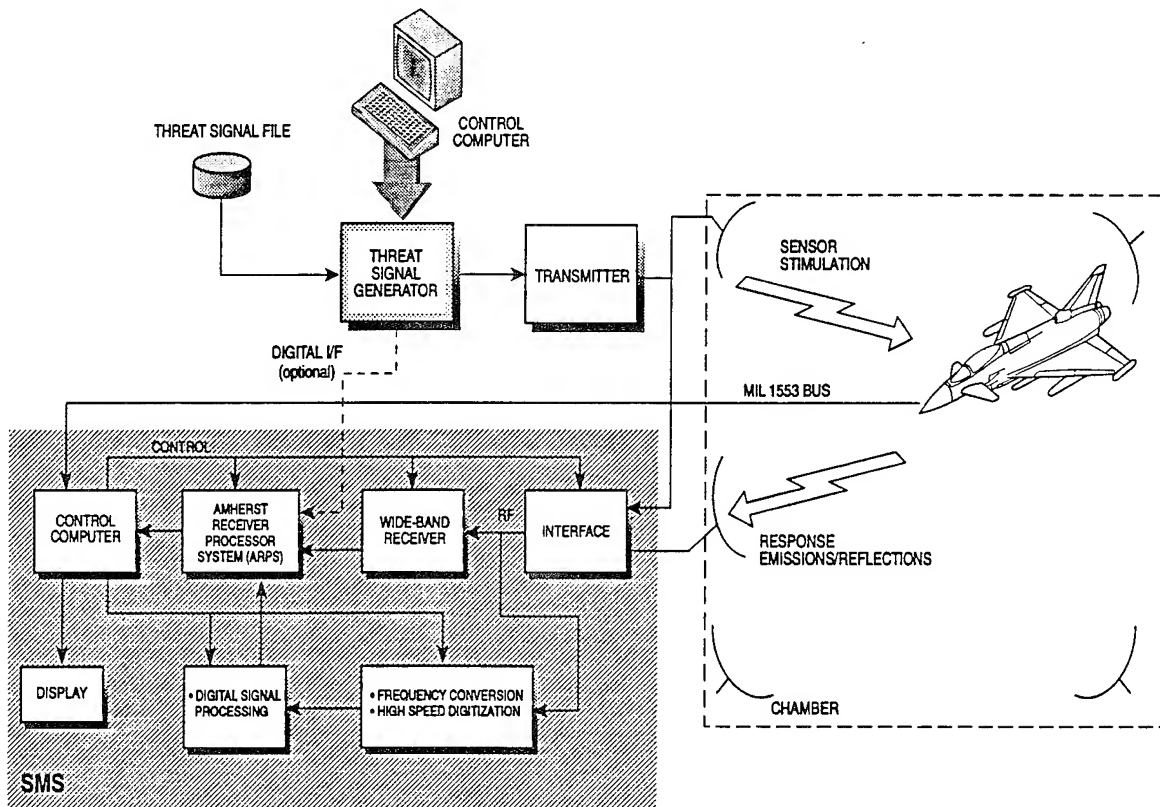 THREAT SIGNAL FILE
CONTROL
COMPUTER
THREAT
SIGNAL
GENERATOR
TRANSMITTER
SENSOR
STIMULATION
DIGITAL I/F
(optional)
MIL 1553 BUS
CONTROL
CONTROL
COMPUTER
AMHERST
RECEIVER
PROCESSOR
SYSTEM (ARPS)
WIDE-BAND
RECEIVER
RF
INTERFACE
RESPONSE
EMISSIONS/REFLECTIONS
DISPLAY
• DIGITAL SIGNAL
PROCESSING
• FREQUENCY CONVERSION
• HIGH SPEED DIGITIZATION
CHAMBER
SMS